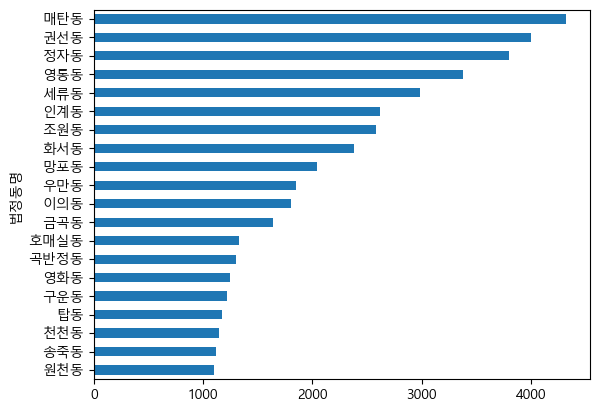 매탄동
권선동
정자동
영통동
세류동
인계동
조원동
화서동
망포동
우만동
이의동
금곡동
호매실동
곡반정동
영화동
구운동
탑동
천천동
송죽동
원천동
법정동명
0 1000 2000 3000 4000